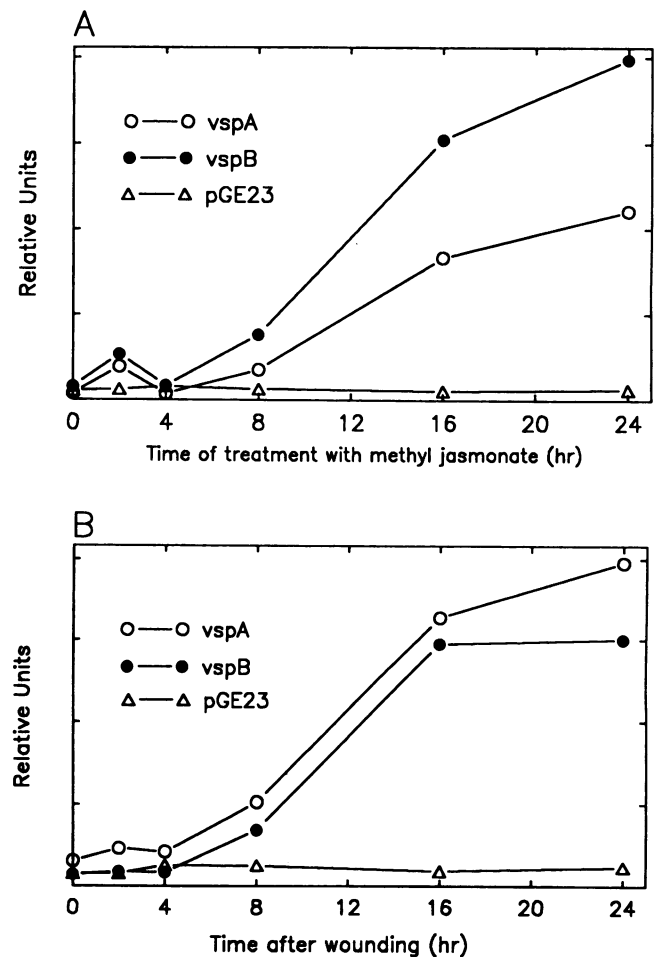 A
Relative Units
vspA
vspB
pGE23
0 4 8 12 16 20 24
Time of treatment with methyl jasmonate (hr)
B
Relative Units
vspA
vspB
pGE23
0 4 8 12 16 20 24
Time after wounding (hr)